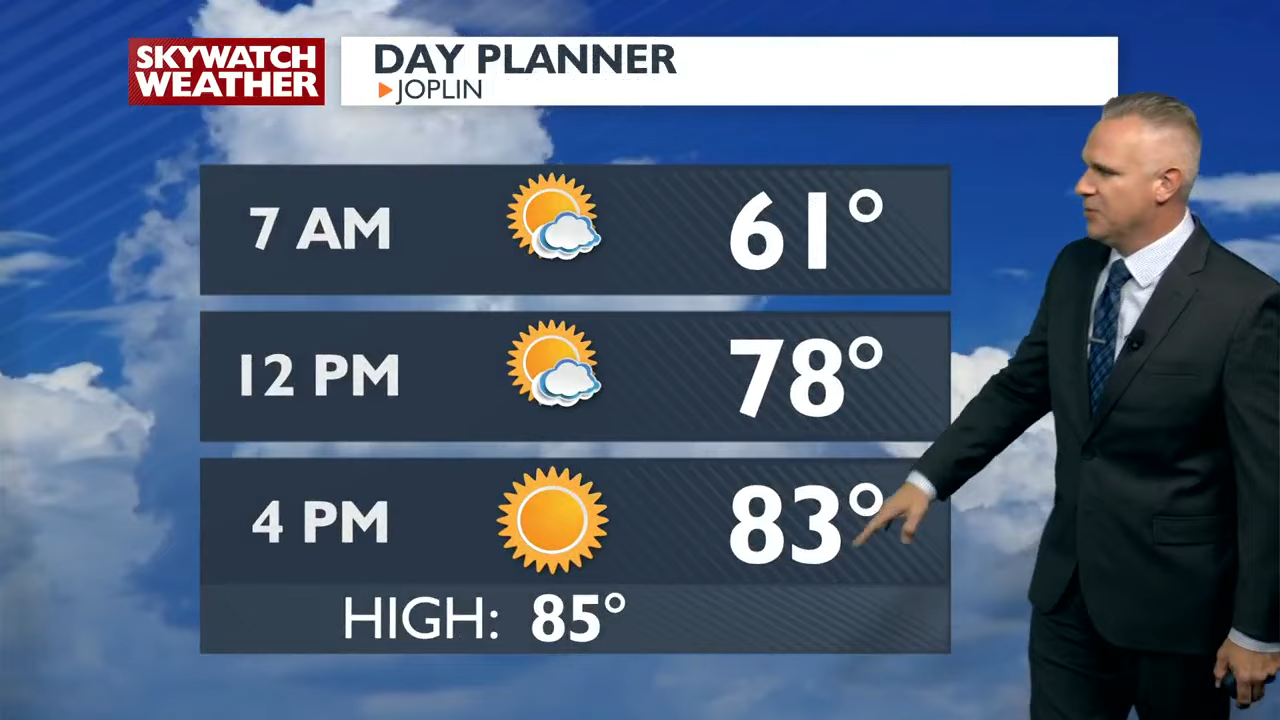 SKYWATCH
WEATHER
DAY PLANNER
JOPLIN
7 AM 61°
12 PM 78°
4 PM 83°
HIGH: 85°